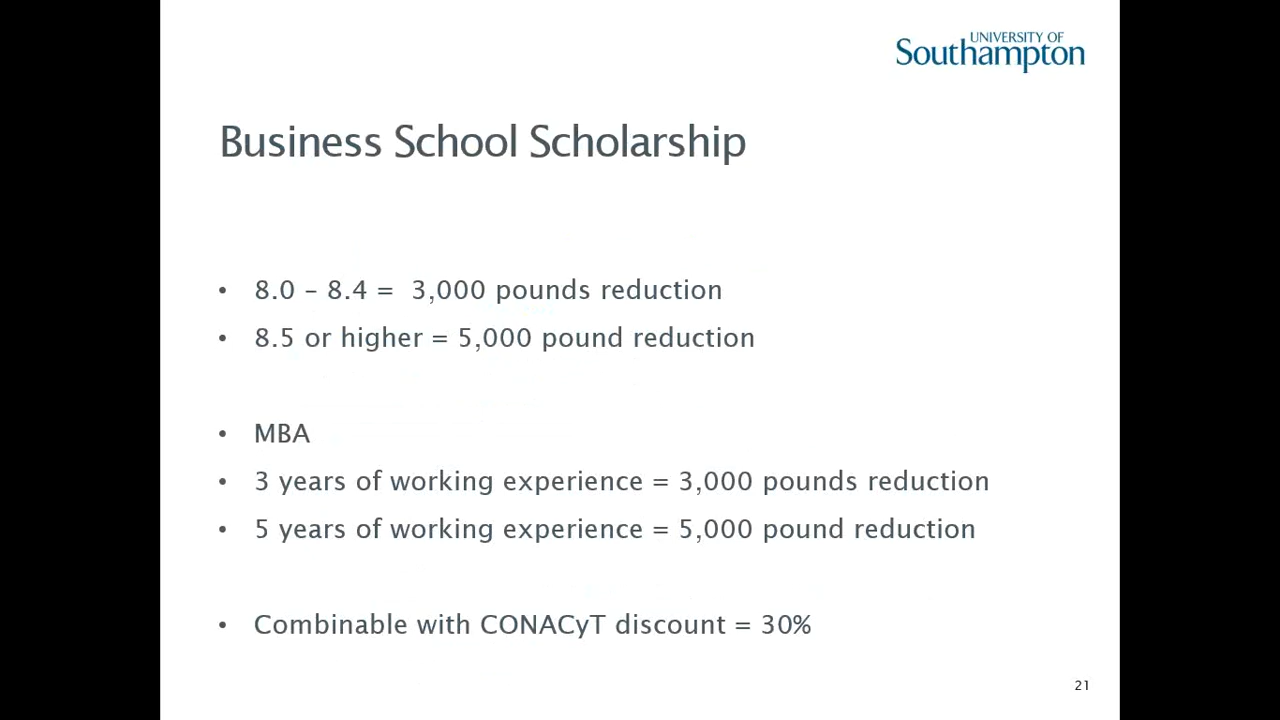 UNIVERSITY OF
Southampton
Business School Scholarship
• 8.0 – 8.4 = 3,000 pounds reduction
• 8.5 or higher = 5,000 pound reduction
• MBA
• 3 years of working experience = 3,000 pounds reduction
• 5 years of working experience = 5,000 pound reduction
• Combinable with CONACyT discount = 30%
21